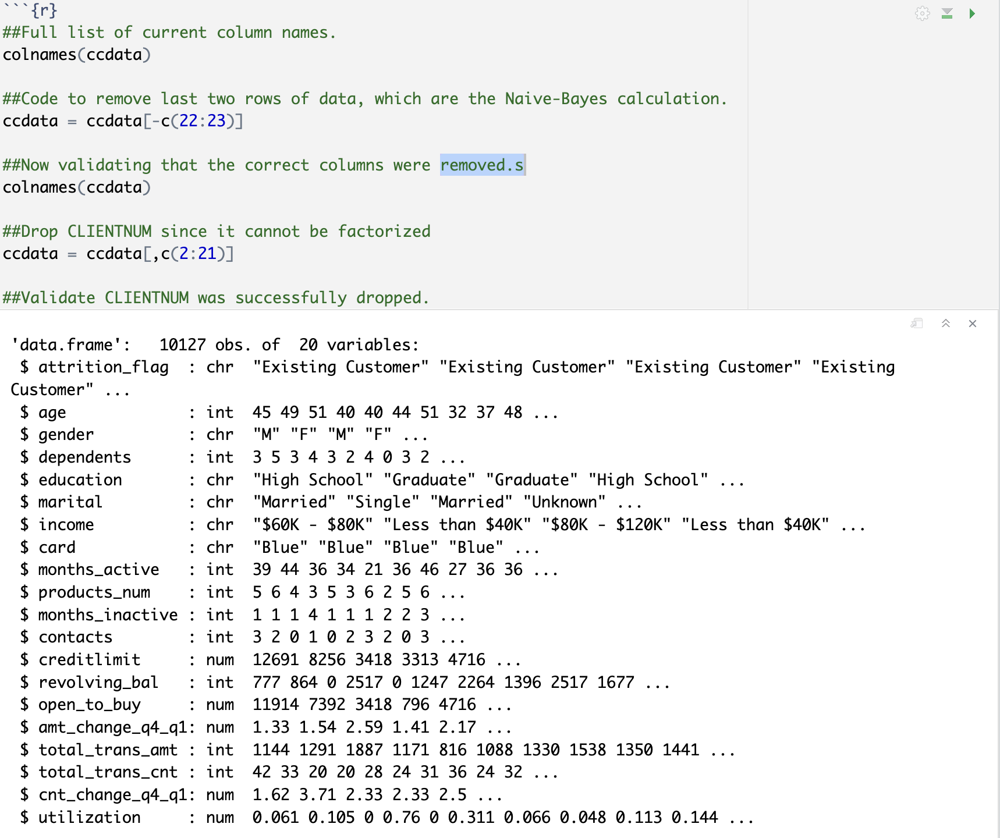 ```{r}
##Full list of current column names.
colnames(ccdata)
##Code to remove last two rows of data, which are the Naive-Bayes calculation.
ccdata = ccdata[-c(22:23)]
##Now validating that the correct columns were removed.s
colnames(ccdata)
##Drop CLIENTNUM since it cannot be factorized
ccdata = ccdata[,c(2:21)]
##Validate CLIENTNUM was successfully dropped.
'data.frame':   10127 obs. of  20 variables:
 $ attrition_flag  : chr  "Existing Customer" "Existing Customer" "Existing Customer" "Existing
Customer" ...
 $ age             : int  45 49 51 40 40 44 51 32 37 48 ...
 $ gender          : chr  "M" "F" "M" "F" ...
 $ dependents      : int  3 5 3 4 3 2 4 0 3 2 ...
 $ education       : chr  "High School" "Graduate" "Graduate" "High School" ...
 $ marital         : chr  "Married" "Single" "Married" "Unknown" ...
 $ income          : chr  "$60K - $80K" "Less than $40K" "$80K - $120K" "Less than $40K" ...
 $ card            : chr  "Blue" "Blue" "Blue" "Blue" ...
 $ months_active   : int  39 44 36 34 21 36 46 27 36 36 ...
 $ products_num    : int  5 6 4 3 5 3 6 2 5 6 ...
 $ months_inactive : int  1 1 1 4 1 1 1 2 2 3 ...
 $ contacts        : int  3 2 0 1 0 2 3 2 0 3 ...
 $ creditlimit     : num  12691 8256 3418 3313 4716 ...
 $ revolving_bal   : int  777 864 0 2517 0 1247 2264 1396 2517 1677 ...
 $ open_to_buy     : num  11914 7392 3418 796 4716 ...
 $ amt_change_q4_q1: num  1.33 1.54 2.59 1.41 2.17 ...
 $ total_trans_amt : int  1144 1291 1887 1171 816 1088 1330 1538 1350 1441 ...
 $ total_trans_cnt : int  42 33 20 20 28 24 31 36 24 32 ...
 $ cnt_change_q4_q1: num  1.62 3.71 2.33 2.33 2.5 ...
 $ utilization     : num  0.061 0.105 0 0.76 0 0.311 0.066 0.048 0.113 0.144 ...